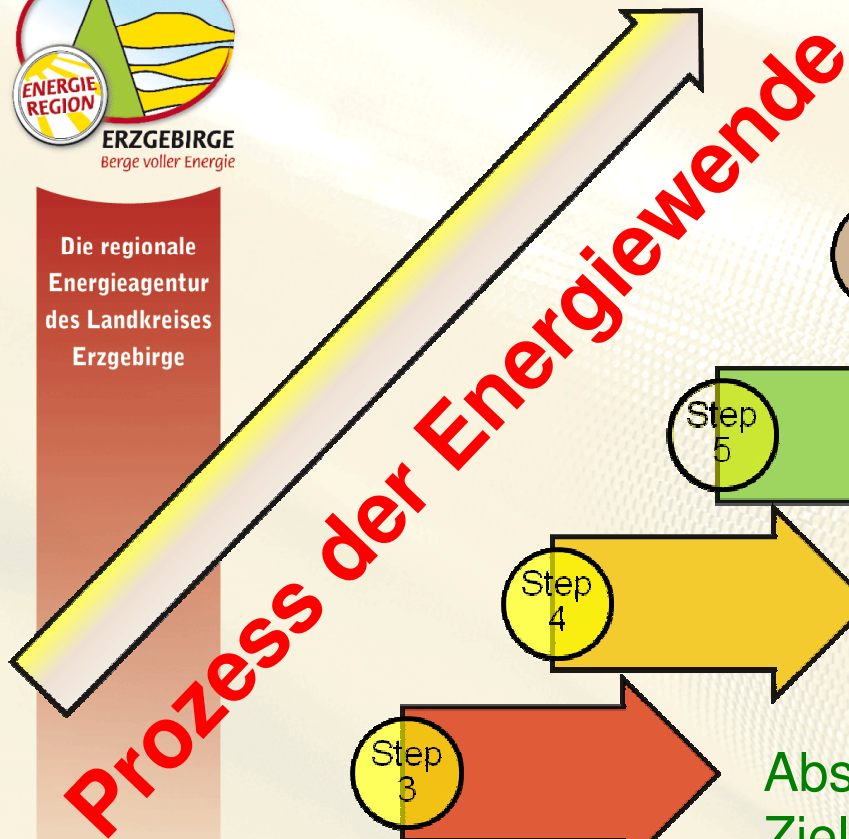 ENERGIE
REGION
ERZGEBIRGE
Berge voller Energie
Die regionale
Energieagentur
des Landkreises
Erzgebirge
Prozess der Energiewende
Step
5
Step
4
Step
3